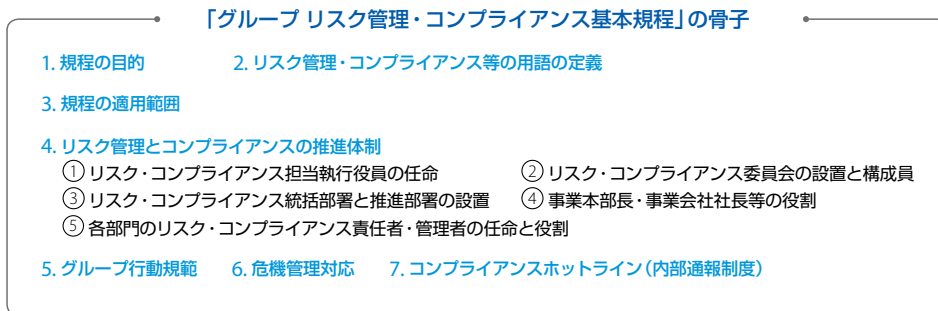 「グループ リスク管理・コンプライアンス基本規程」の骨子
1. 規程の目的 2. リスク管理・コンプライアンス等の用語の定義
3. 規程の適用範囲
4. リスク管理とコンプライアンスの推進体制
① リスク・コンプライアンス担当執行役員の任命 ② リスク・コンプライアンス委員会の設置と構成員
③ リスク・コンプライアンス統括部署と推進部署の設置 ④ 事業本部長・事業会社社長等の役割
⑤ 各部門のリスク・コンプライアンス責任者・管理者の任命と役割
5. グループ行動規範 6. 危機管理対応 7. コンプライアンスホットライン(内部通報制度)